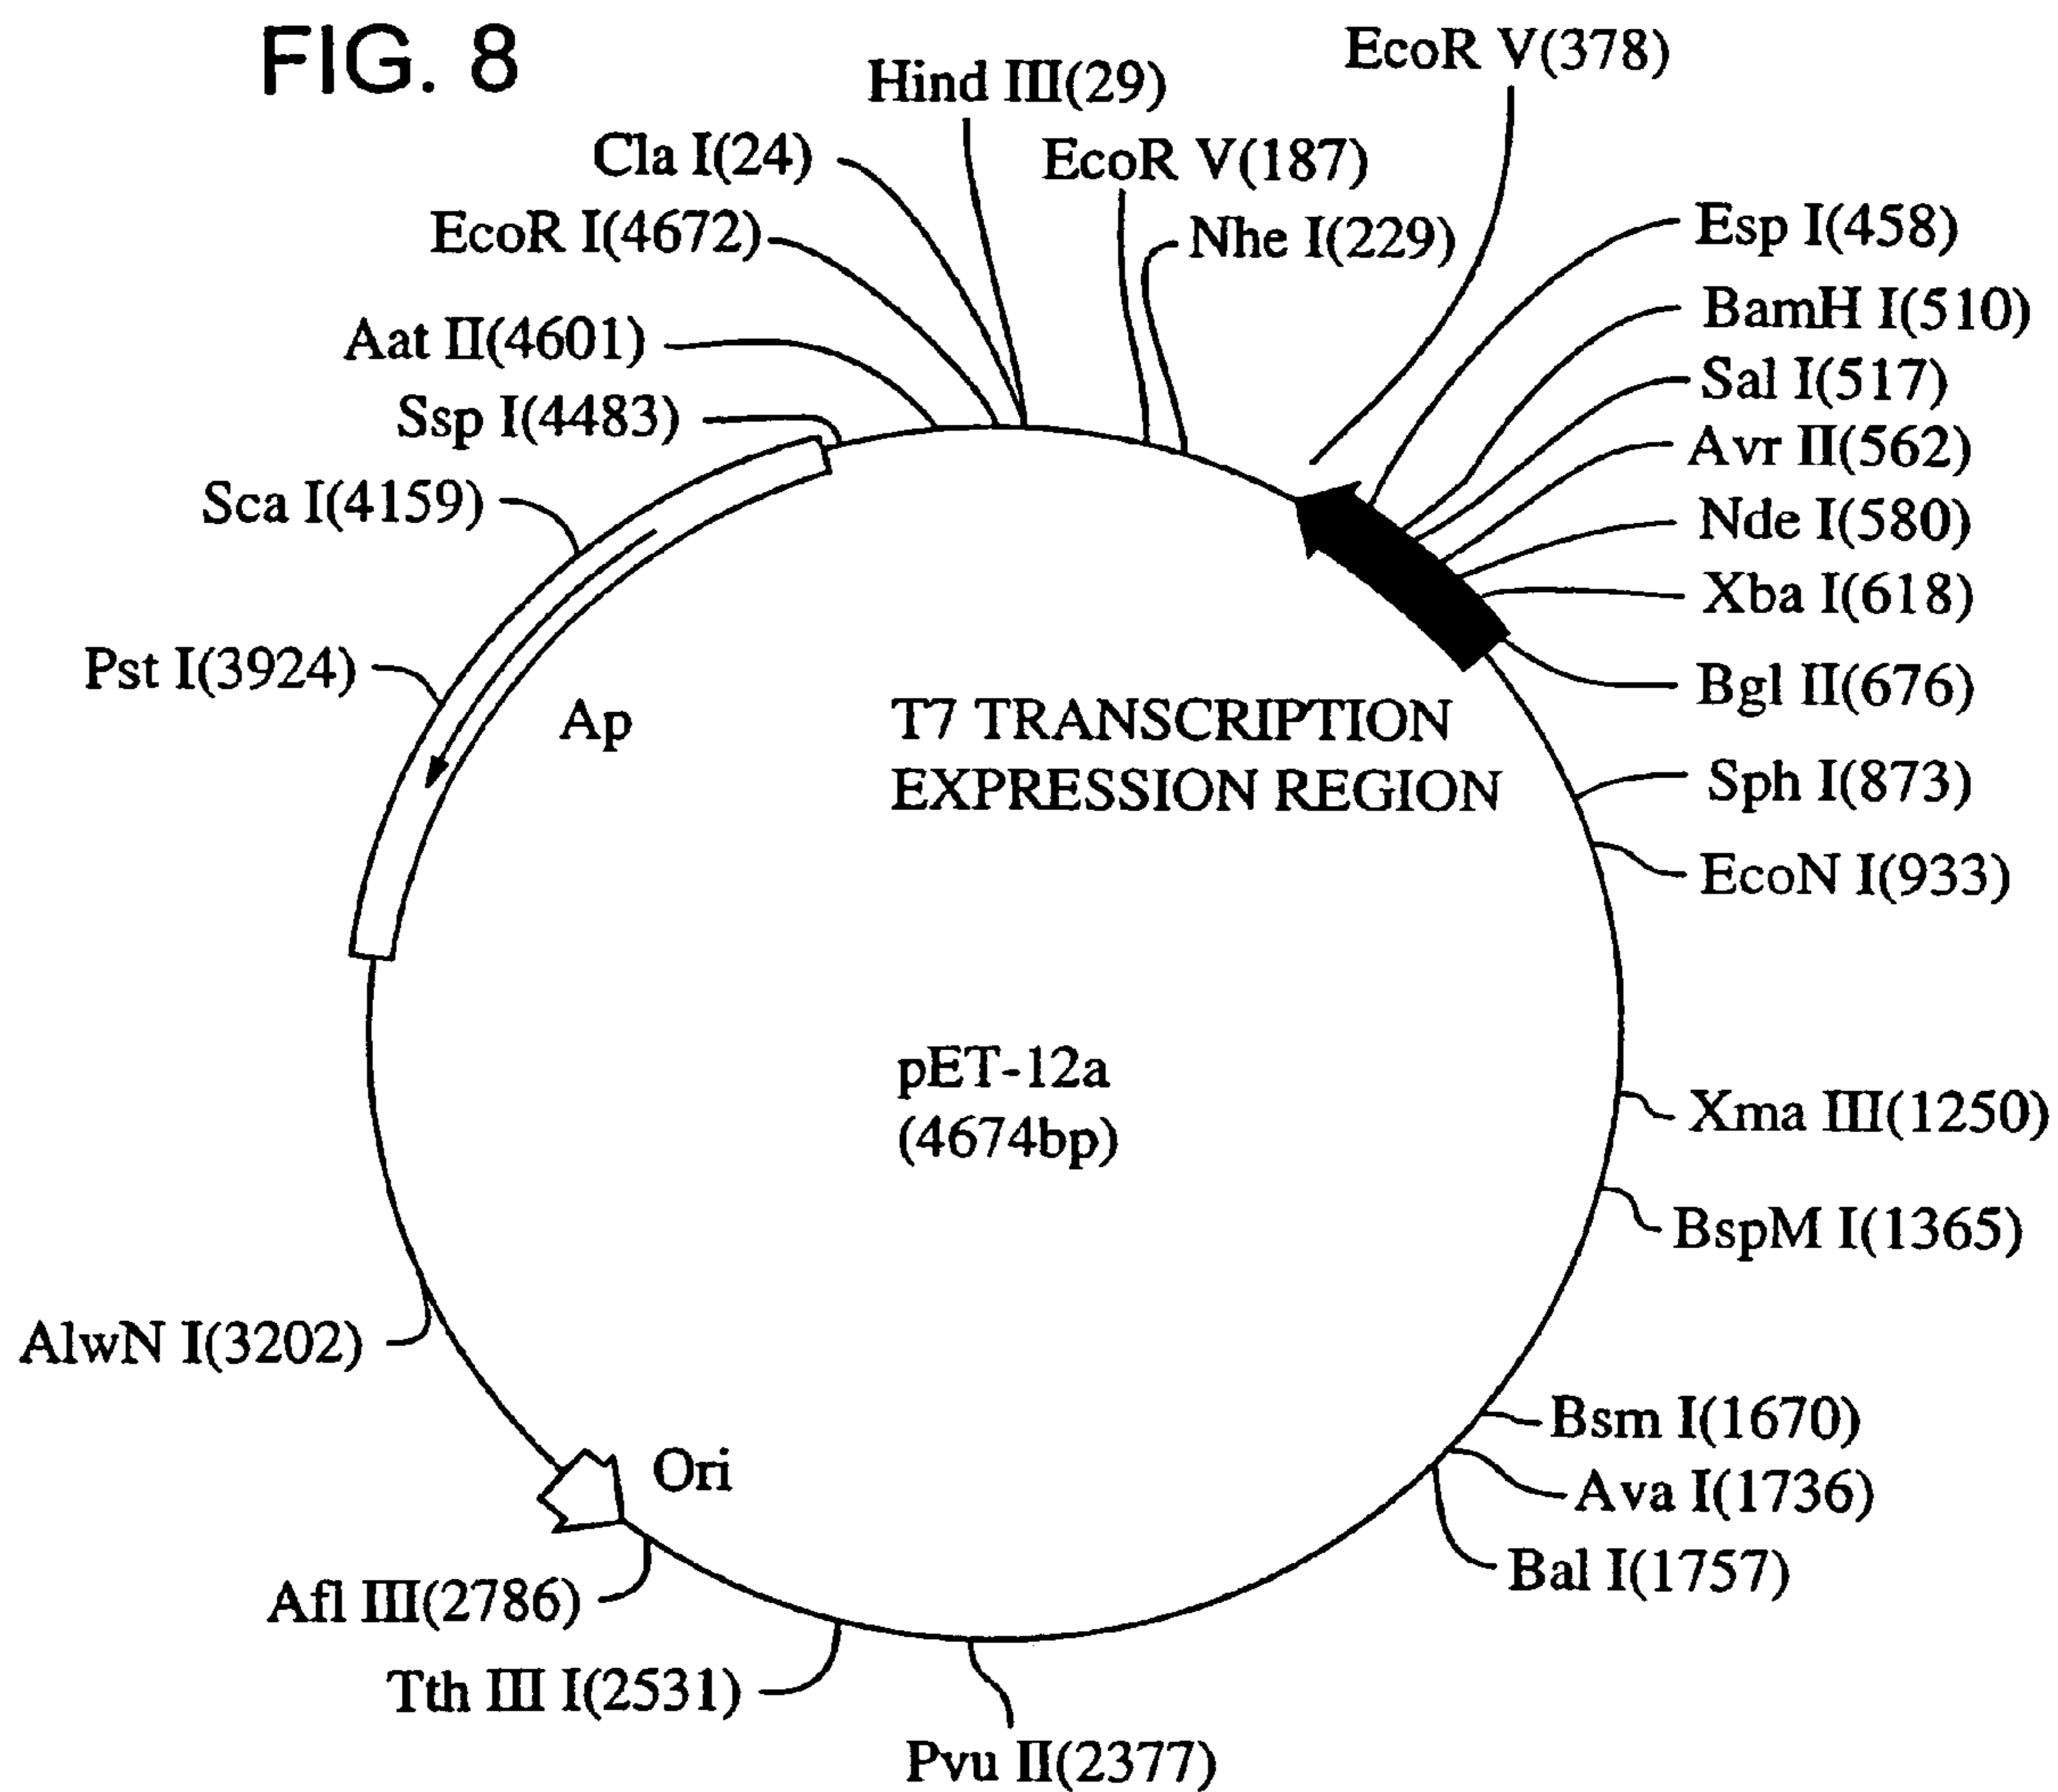 FIG. 8
EcoR V(378)
Hind III(29)
Cla I(24)
EcoR V(187)
EcoR I(4672)
Nhe I(229)
Esp I(458)
BamH I(510)
Aat II(4601)
Sal I(517)
Ssp I(4483)
Avr II(562)
Sca I(4159)
Nde I(580)
Xba I(618)
Pst I(3924)
Bgl II(676)
Ap
T7 TRANSCRIPTION
EXPRESSION REGION
Sph I(873)
EcoN I(933)
pET-12a
(4674bp)
Xma III(1250)
BspM I(1365)
AlwN I(3202)
Bsm I(1670)
Ori
Ava I(1736)
Bal I(1757)
Afl III(2786)
Tth III I(2531)
Pvu II(2377)